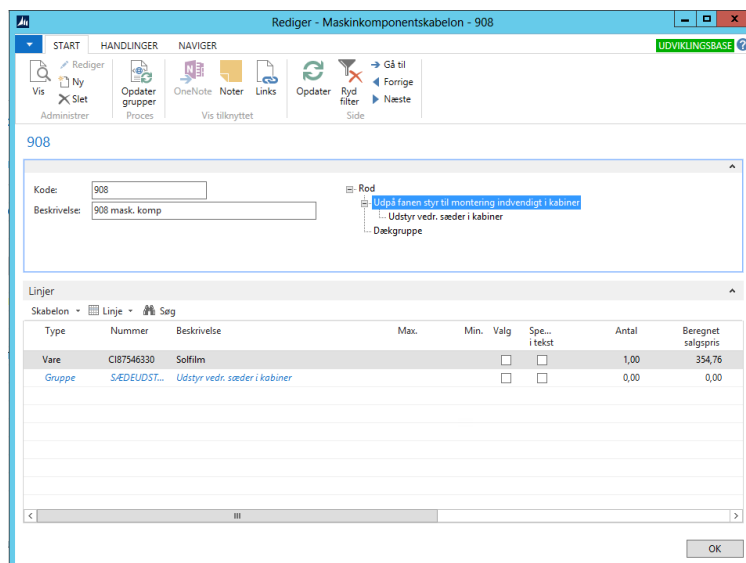 Rediger - Maskinkomponentskabelon - 908
START HANDLINGER NAVIGER
UDVIKLINGSBASE
Vis
Rediger
Ny
Slet
Administrer
Opdater grupper
Proces
OneNote
Noter
Links
Vis tilknyttet
Opdater
Ryd filter
Gå til
Forrige
Næste
Side
908
Kode: 908
Beskrivelse: 908 mask. komp
Rod
Udpå fanen styr til montering indvendigt i kabiner
Udstyr vedr. sæder i kabiner
Dækgruppe
Linjer
Skabelon Linje Søg
Type Nummer Beskrivelse Max. Min. Valg Spe... i tekst Antal Beregnet salgspris
Vare CI87546330 Solfilm 1,00 354,76
Gruppe SÆDEUDST... Udstyr vedr. sæder i kabiner 0,00 0,00
OK